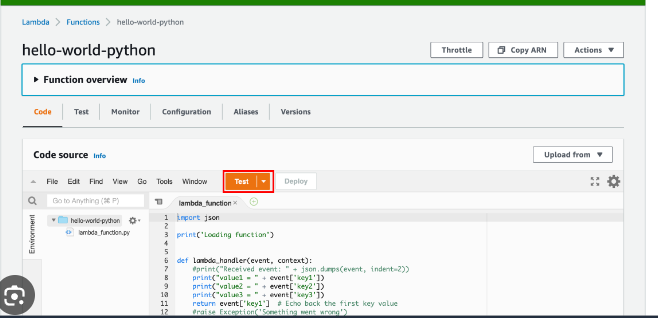 Lambda > Functions > hello-world-python
hello-world-python
Throttle Copy ARN Actions
Function overview Info
Code Test Monitor Configuration Aliases Versions
Code source Info
Upload from
File Edit Find View Go Tools Window Test Deploy
Go to Anything (⌘ P)
lambda_function ×
Environment
hello-world-python
lambda_function.py
1 import json
2
3 print('Loading function')
4
5
6 def lambda_handler(event, context):
7 #print("Received event: " + json.dumps(event, indent=2))
8 print("value1 = " + event['key1'])
9 print("value2 = " + event['key2'])
10 print("value3 = " + event['key3'])
11 return event['key1'] # Echo back the first key value
12 #raise Exception('Something went wrong')